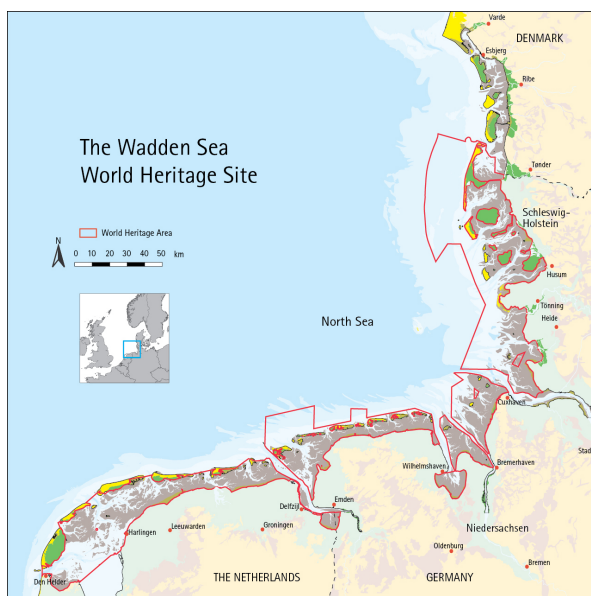 Varde
DENMARK
Esbjerg
Ribe
The Wadden Sea
World Heritage Site
Tønder
Schleswig-
Holstein
World Heritage Area
N
0 10 20 30 40 50 km
Husum
Tönning
Heide
North Sea
Cuxhaven
Stad
Wilhelmshaven
Bremerhaven
Emden
Delfzijl
Harlingen
Leeuwarden
Groningen
Niedersachsen
Oldenburg
Bremen
Den Helder
THE NETHERLANDS
GERMANY